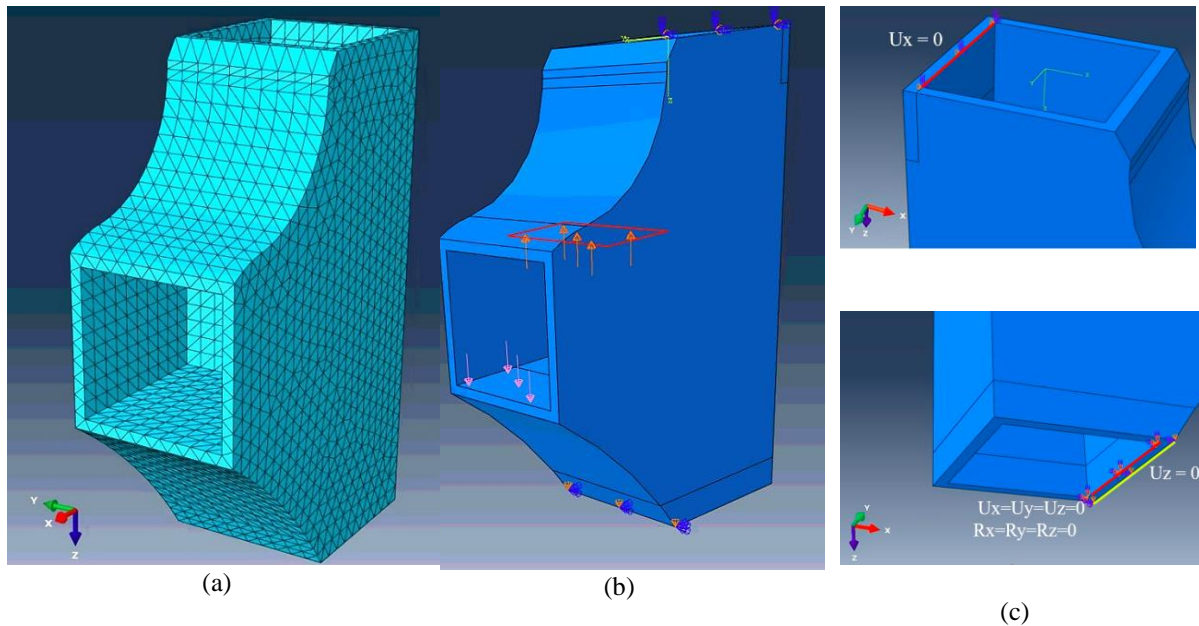 Ux = 0
Uz = 0
Ux=Uy=Uz=0
Rx=Ry=Rz=0
Y
X
Z
Y
X
Z
Y
X
Z
(a)
(b)
(c)